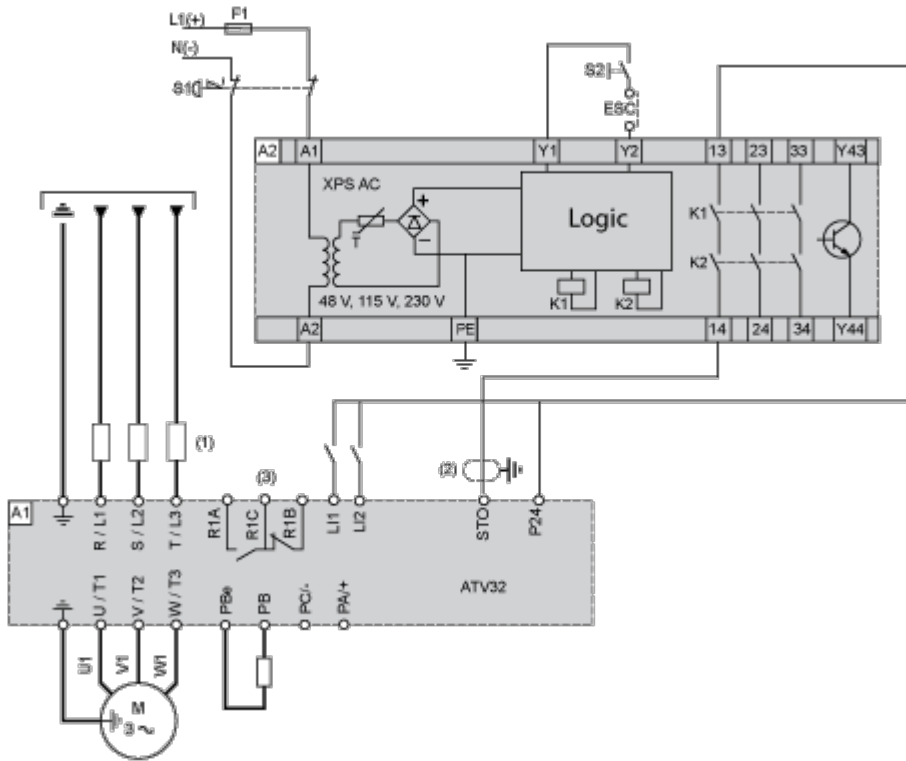 L1(+) F1
N(-)
S1
S2
ESC
A2 A1 Y1 Y2 13 23 33 Y43
XPS AC
+
T
−
Logic
K1
K2
48 V, 115 V, 230 V
K1 K2
A2 PE 14 24 34 Y44
(1)
(2)
(3)
A1
R / L1 S / L2 T / L3 R1A R1C R1B LI1 LI2 STO P24
ATV32
U / T1 V / T2 W / T3 PBe PB PC/- PA/+
U1 V1 W1
M
3 ~